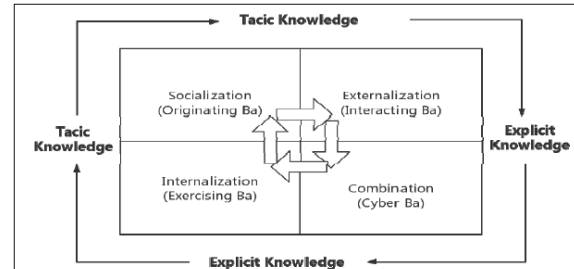 Tacic Knowledge
Socialization
(Originating Ba)
Externalization
(Interacting Ba)
Tacic
Knowledge
Explicit
Knowledge
Internalization
(Exercising Ba)
Combination
(Cyber Ba)
Explicit Knowledge